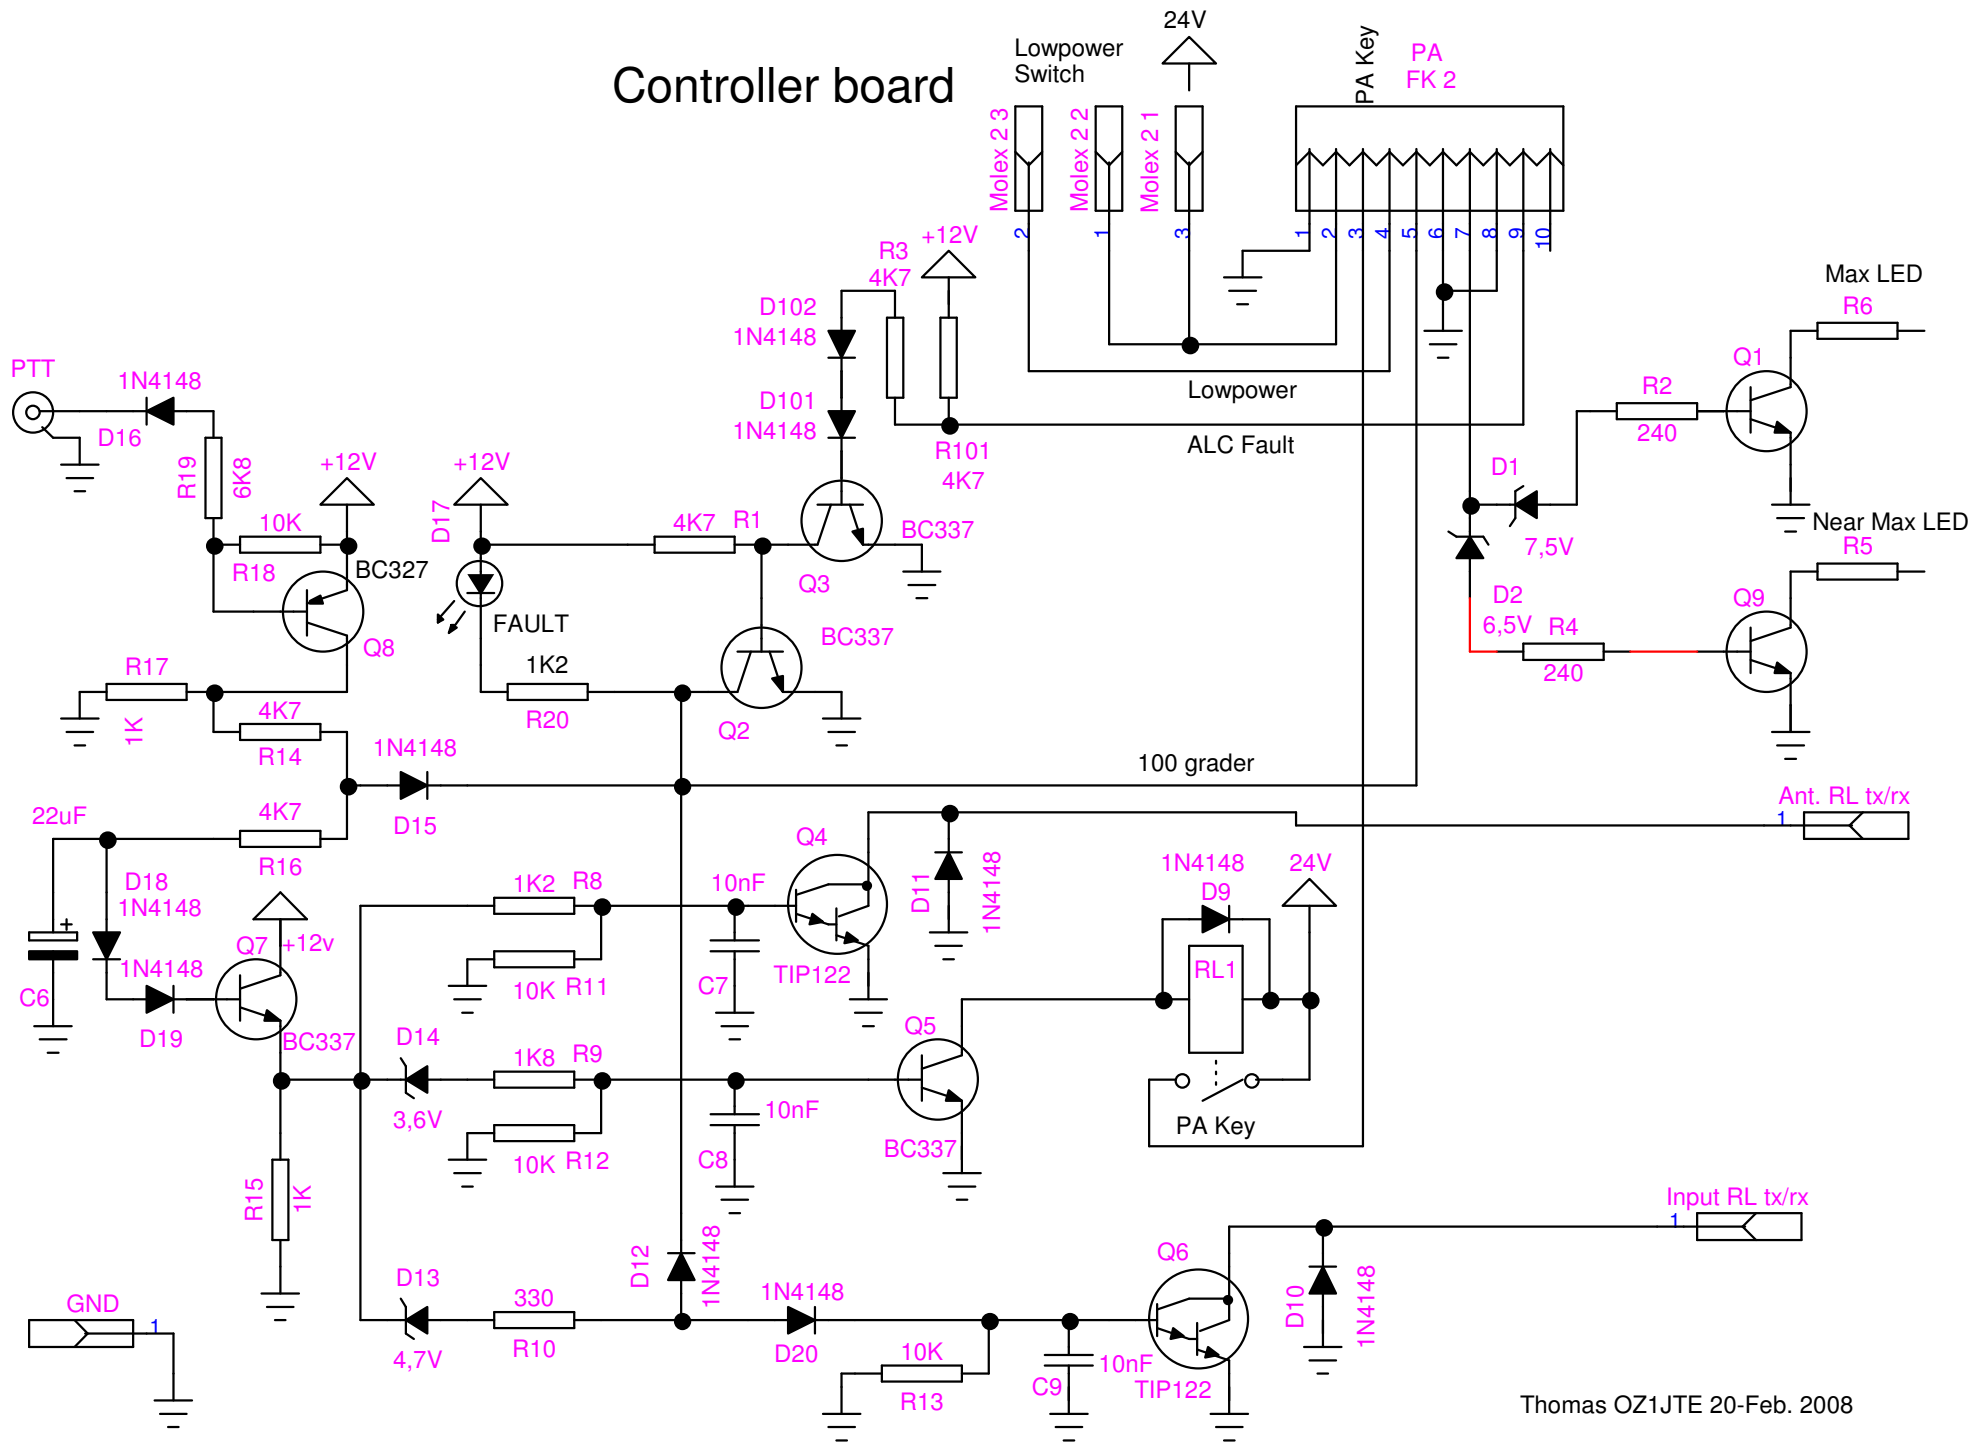 Controller board
Lowpower
Switch
24V
PA Key
PA
FK 2
Molex 2 3
Molex 2 2
Molex 2 1
2
1
3
1
2
3
4
5
6
7
8
9
10
R3
4K7
+12V
D102
1N4148
D101
1N4148
R101
4K7
Lowpower
ALC Fault
Max LED
R6
Q1
R2
240
D1
7,5V
Near Max LED
R5
D2
6,5V
R4
240
Q9
PTT
1N4148
D16
R19
6K8
+12V
10K
R18
BC327
Q8
+12V
D17
FAULT
4K7
R1
BC337
Q3
BC337
Q2
1K2
R20
R17
1K
4K7
R14
1N4148
D15
100 grader
22uF
4K7
R16
C6
D18
1N4148
1N4148
D19
Q7
+12v
BC337
1K2
R8
10K
R11
10nF
C7
Q4
TIP122
D11
1N4148
Ant. RL tx/rx
1
1N4148
D9
24V
RL1
PA Key
D14
3,6V
1K8
R9
10K
R12
10nF
C8
Q5
BC337
R15
1K
D12
1N4148
Input RL tx/rx
1
D13
4,7V
330
R10
1N4148
D20
10K
R13
10nF
C9
Q6
TIP122
D10
1N4148
GND
1
Thomas OZ1JTE 20-Feb. 2008